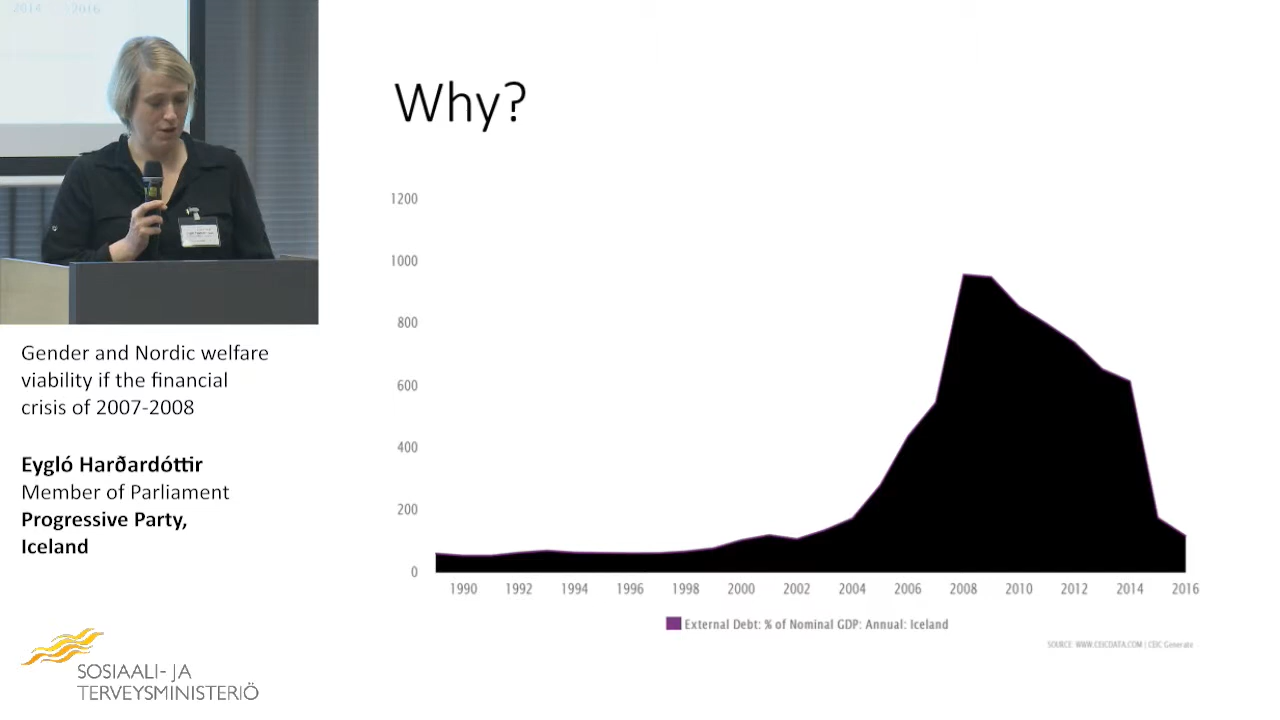 2014 2016
Why?
1200
1000
800
600
400
200
0
1990 1992 1994 1996 1998 2000 2002 2004 2006 2008 2010 2012 2014 2016
External Debt: % of Nominal GDP: Annual: Iceland
SOURCE: WWW.CEICDATA.COM | CEIC Generate
Gender and Nordic welfare
viability if the financial
crisis of 2007-2008
Eygló Harðardóttir
Member of Parliament
Progressive Party,
Iceland
SOSIAALI- JA
TERVEYSMINISTERIÖ